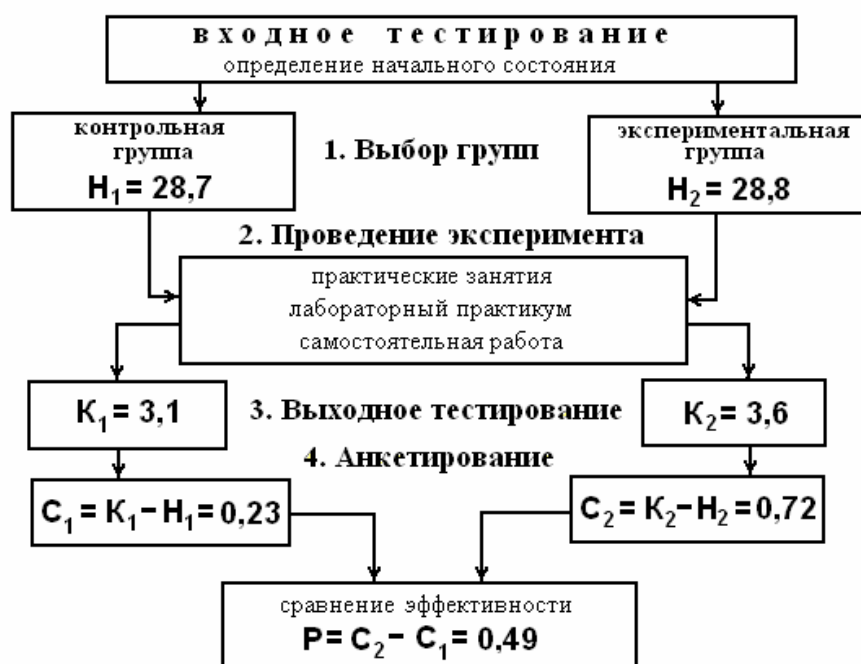 входное тестирование
определение начального состояния
контрольная
группа
H₁ = 28,7
1. Выбор групп
экспериментальная
группа
H₂ = 28,8
2. Проведение эксперимента
практические занятия
лабораторный практикум
самостоятельная работа
K₁ = 3,1
3. Выходное тестирование
K₂ = 3,6
4. Анкетирование
C₁ = K₁ – H₁ = 0,23
C₂ = K₂ – H₂ = 0,72
сравнение эффективности
P = C₂ – C₁ = 0,49